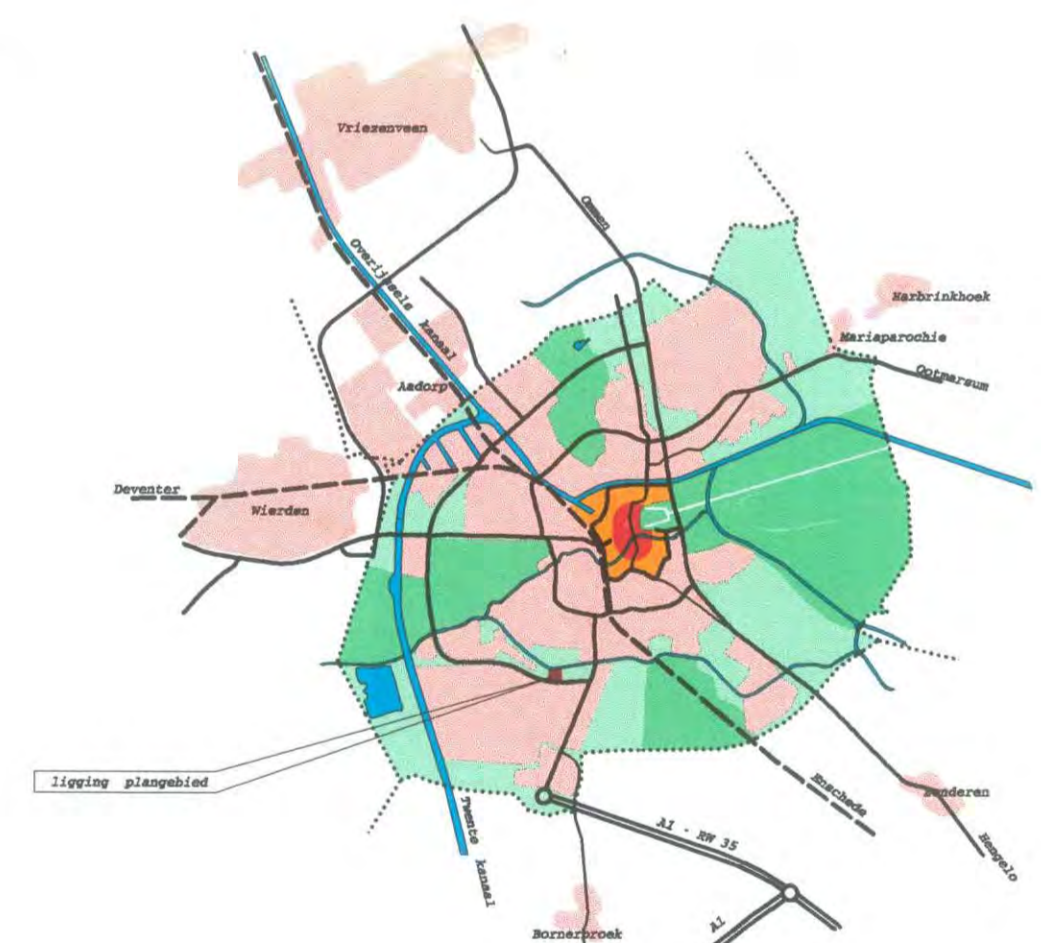 Vriezenveen
Ommen
Overijssels kanaal
Harbrinkhoek
Mariaparochie
Ootmarsum
Aadorp
Deventer
Wierden
ligging plangebied
Twente kanaal
Enschede
Zenderen
Hengelo
A1 - RW 35
A1
Bornerbroek